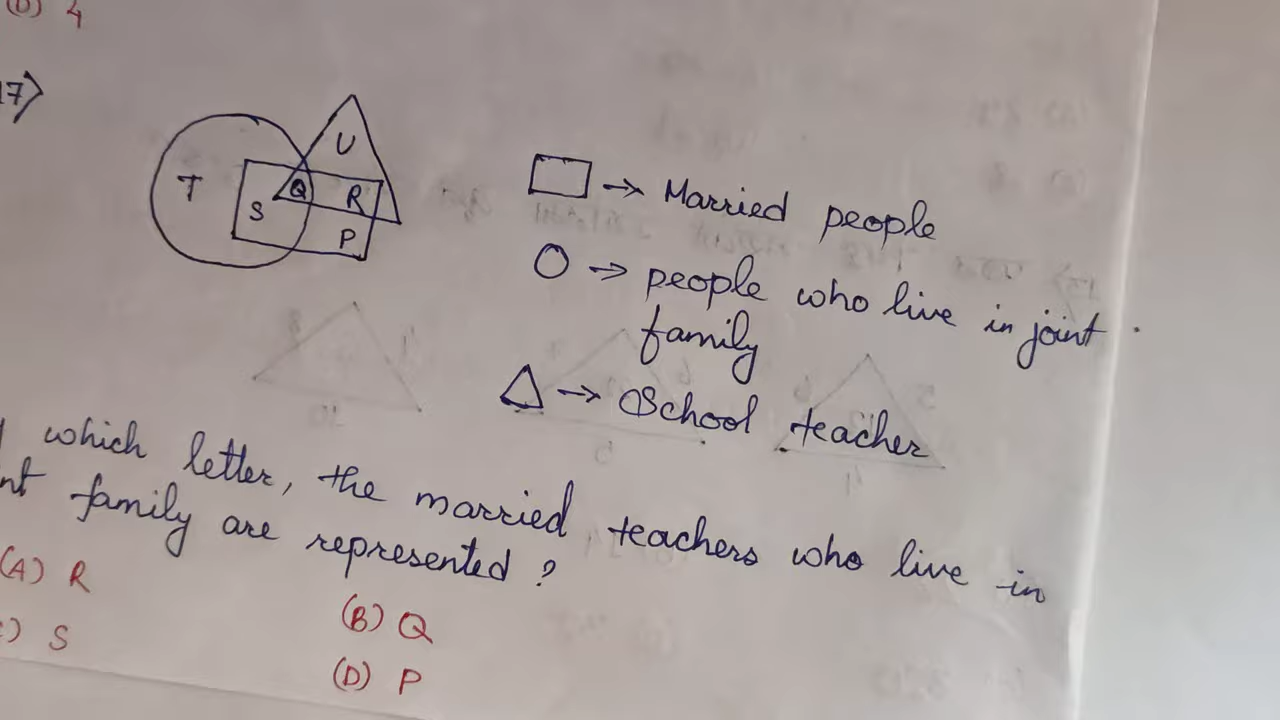 (D) 4
17)
U
T
Q
R
S
P
→ Married people
→ people who live in joint
family
→ School teacher
which letter, the married teachers who live in
family are represented?
(A) R
(B) Q
) S
(D) P